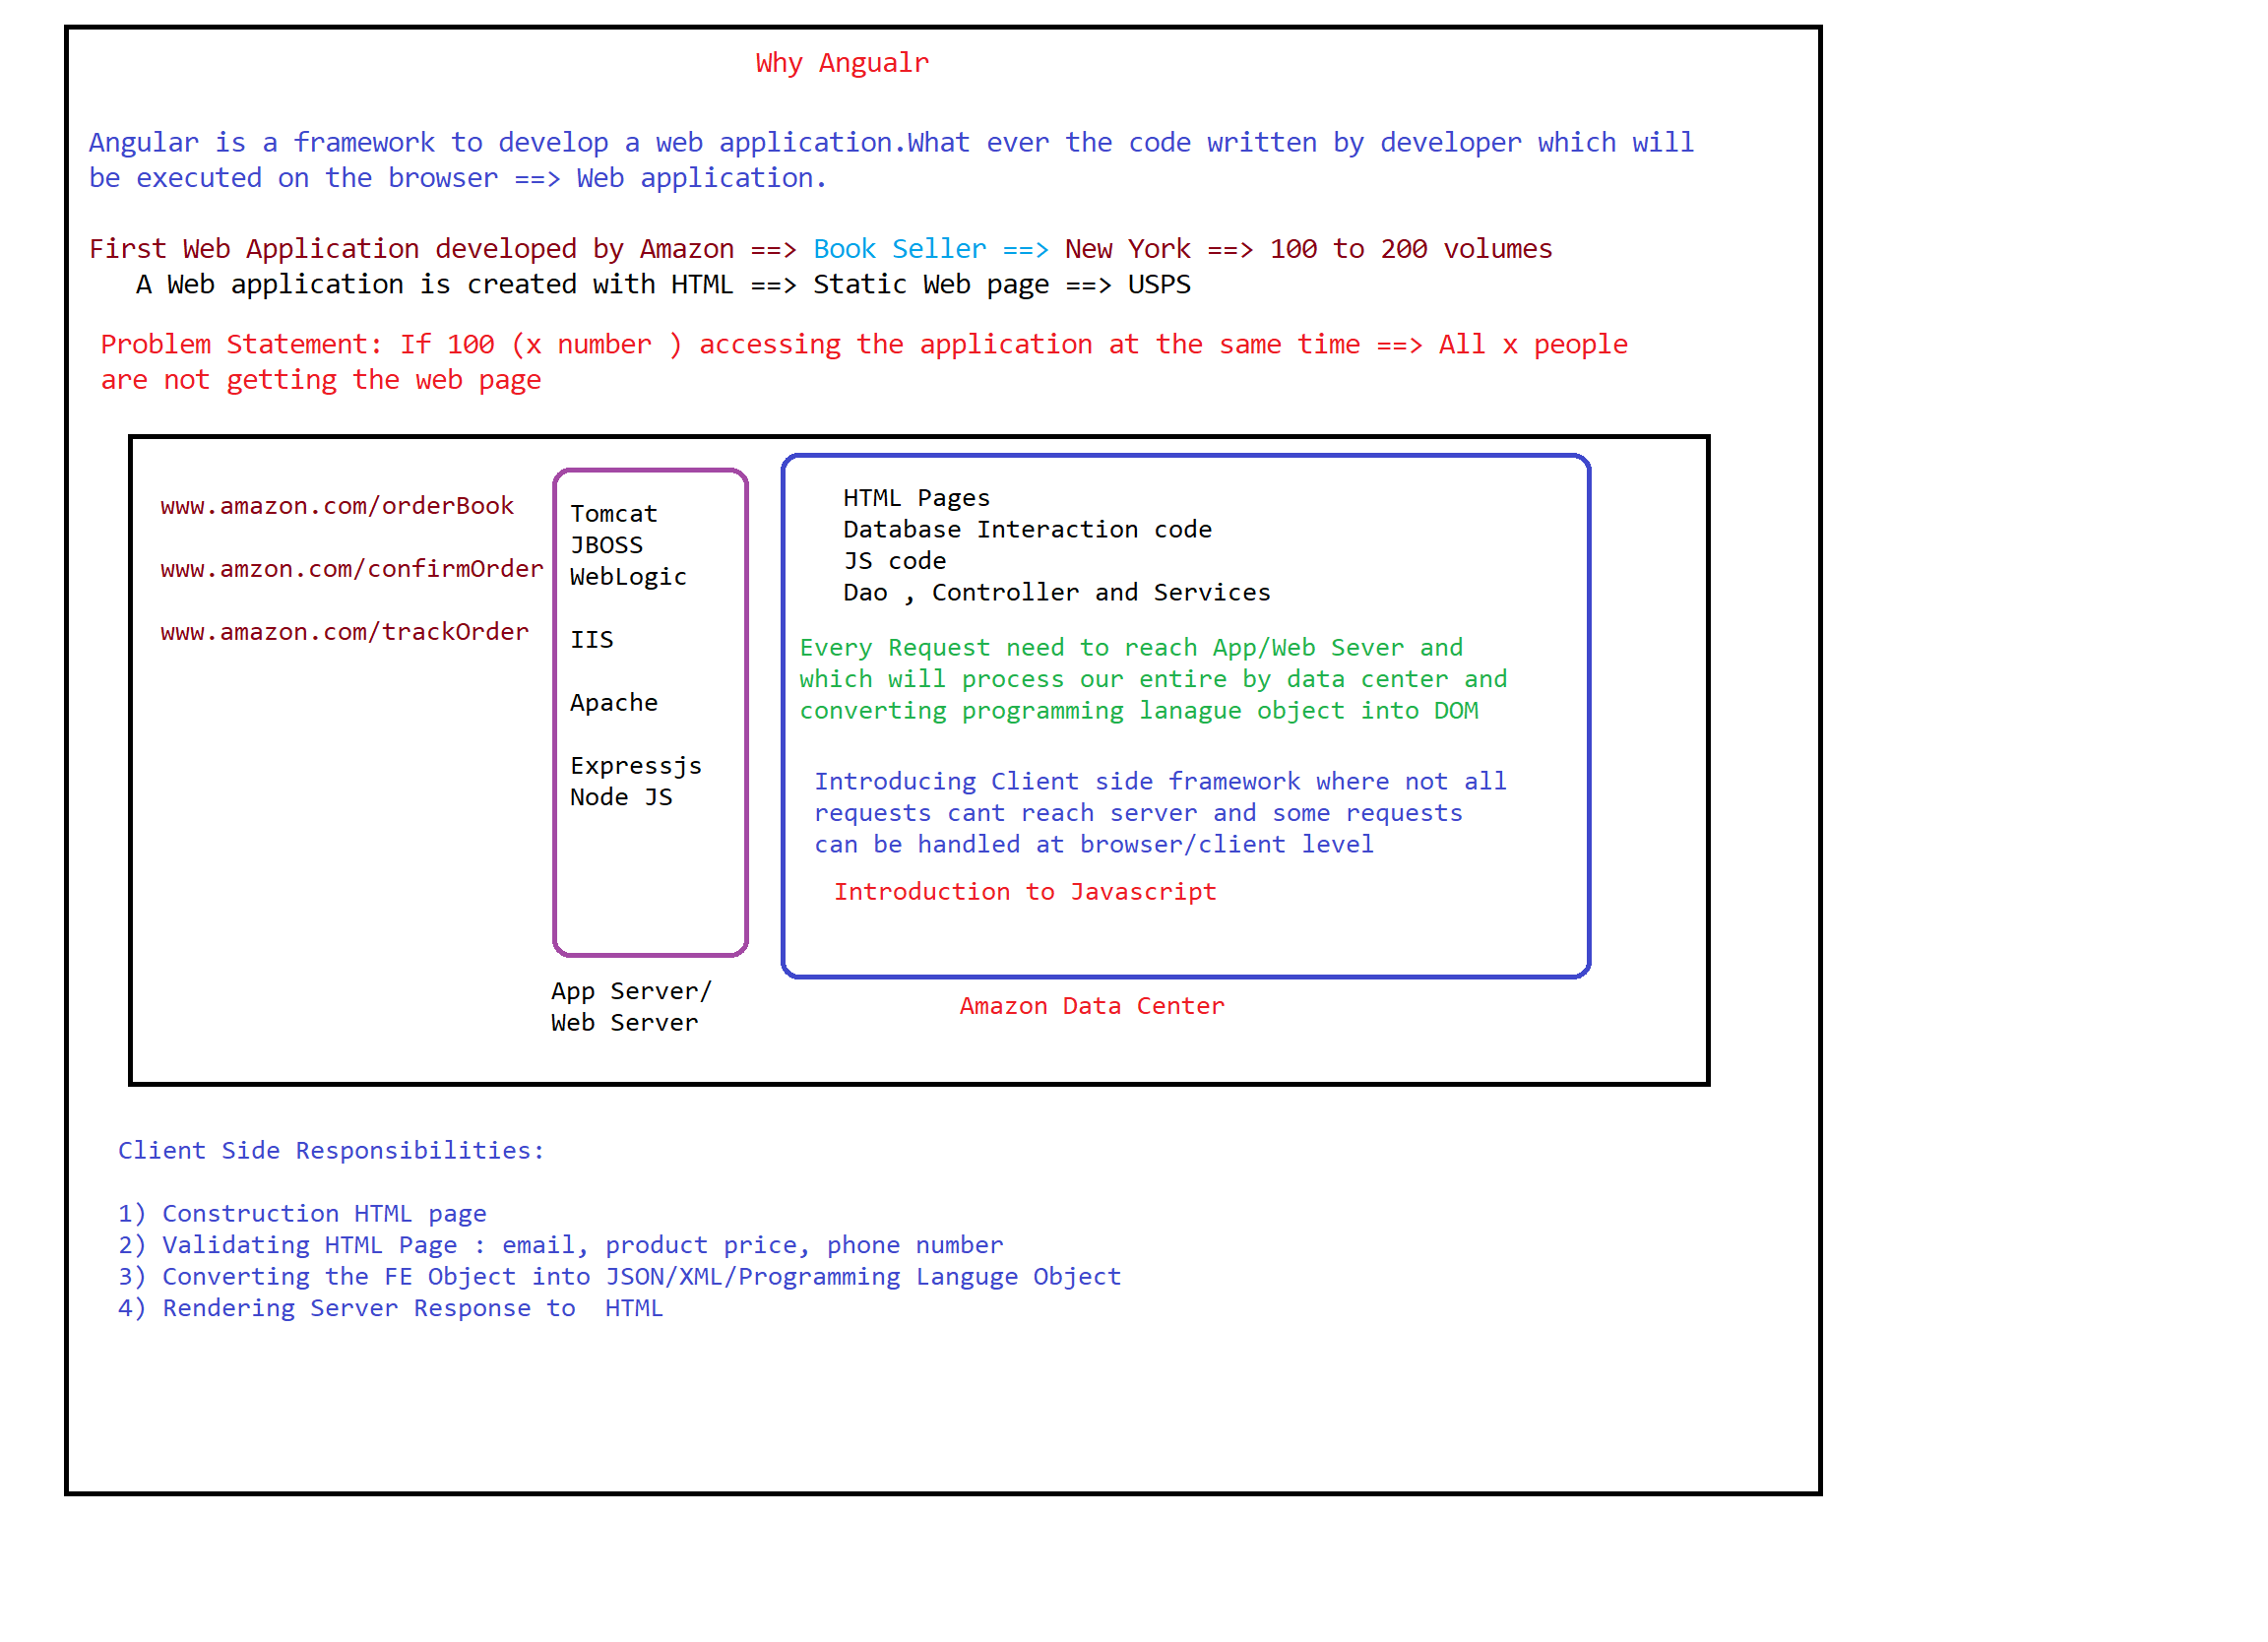 Why Angualr
Angular is a framework to develop a web application.What ever the code written by developer which will
be executed on the browser ==> Web application.
First Web Application developed by Amazon ==> Book Seller ==> New York ==> 100 to 200 volumes
A Web application is created with HTML ==> Static Web page ==> USPS
Problem Statement: If 100 (x number ) accessing the application at the same time ==> All x people
are not getting the web page
www.amazon.com/orderBook
www.amzon.com/confirmOrder
www.amazon.com/trackOrder
Tomcat
JBOSS
WebLogic
IIS
Apache
Expressjs
Node JS
App Server/
Web Server
HTML Pages
Database Interaction code
JS code
Dao , Controller and Services
Every Request need to reach App/Web Sever and
which will process our entire by data center and
converting programming lanague object into DOM
Introducing Client side framework where not all
requests cant reach server and some requests
can be handled at browser/client level
Introduction to Javascript
Amazon Data Center
Client Side Responsibilities:
1) Construction HTML page
2) Validating HTML Page : email, product price, phone number
3) Converting the FE Object into JSON/XML/Programming Languge Object
4) Rendering Server Response to  HTML